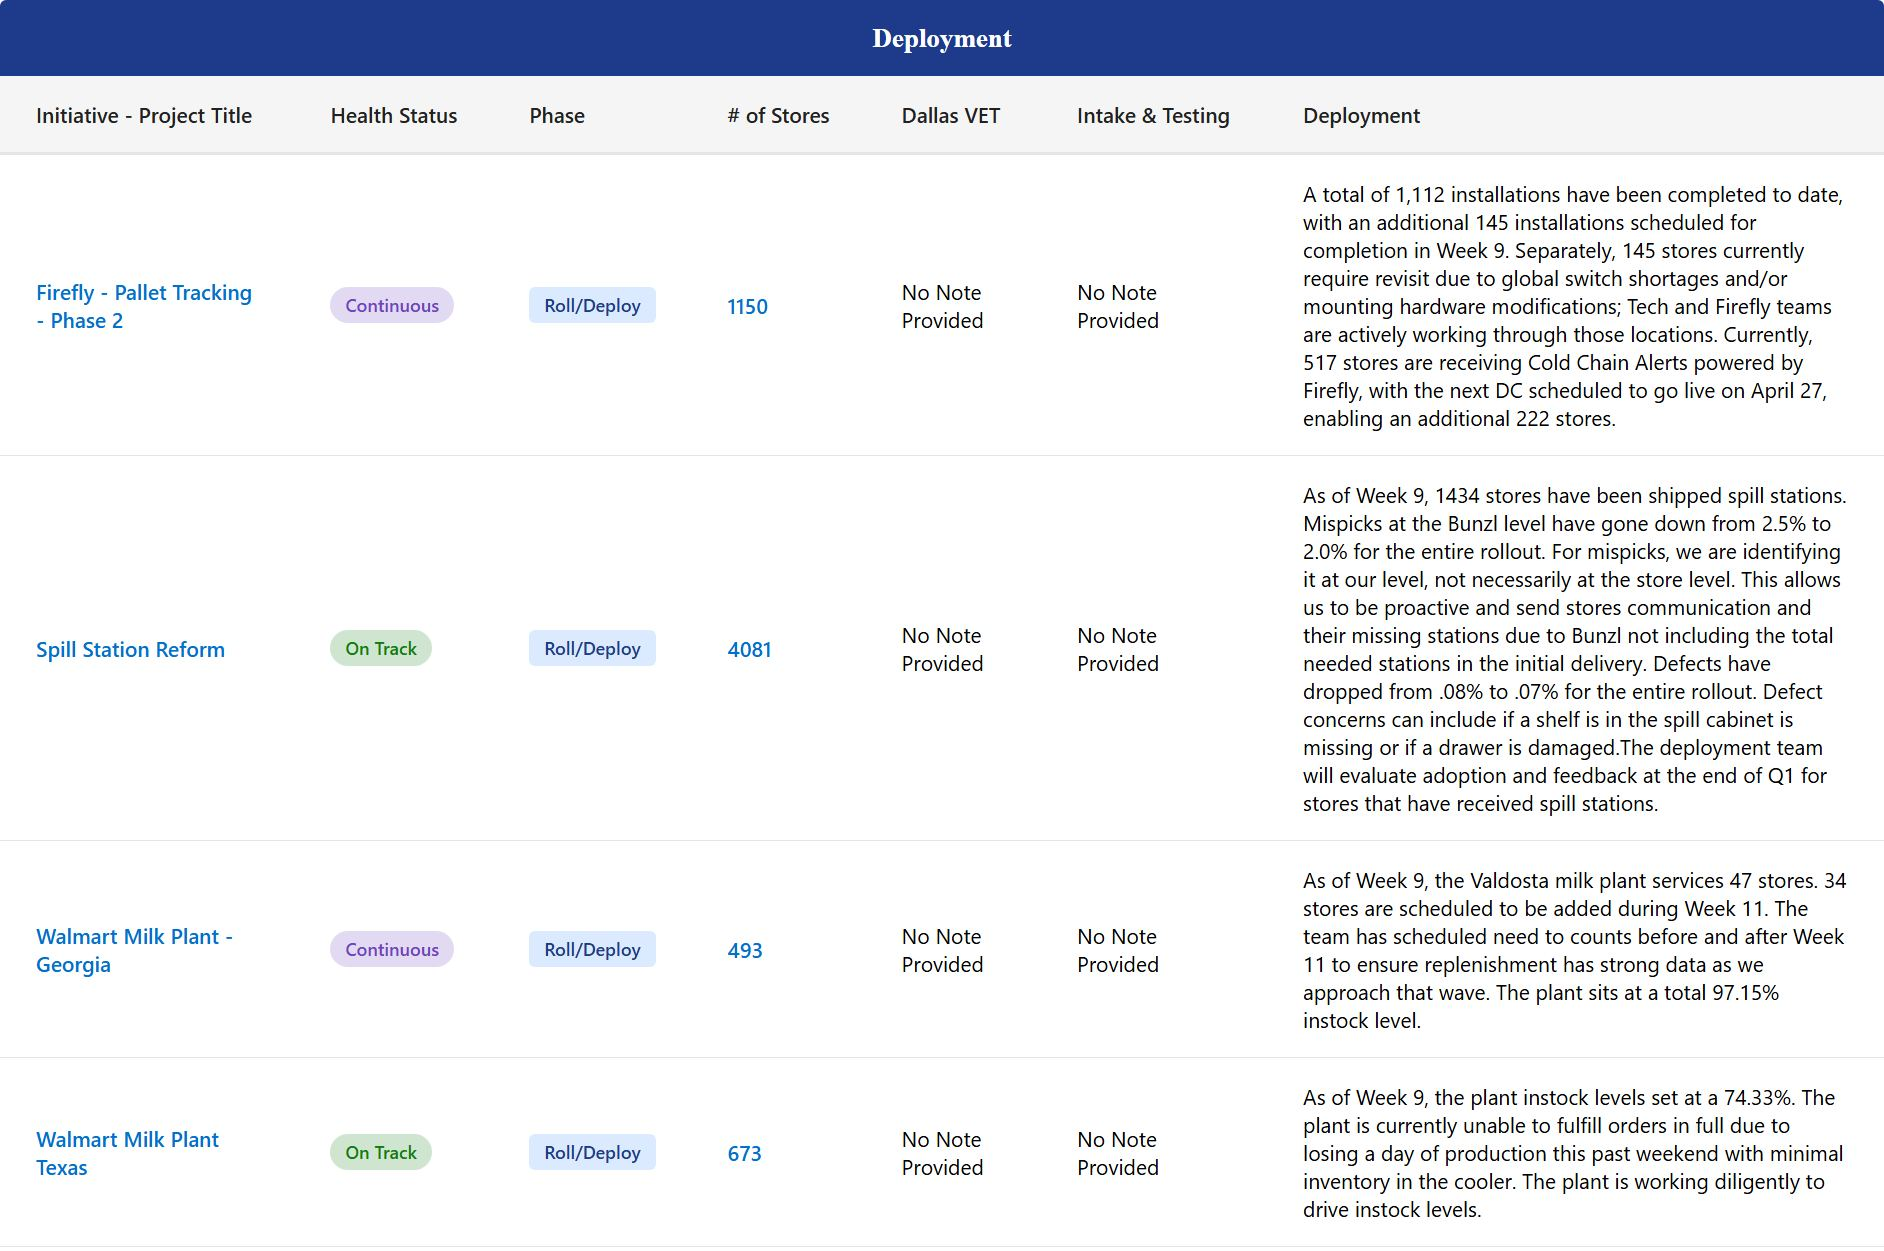 Deployment
Initiative - Project Title
Health Status
Phase
# of Stores
Dallas VET
Intake & Testing
Deployment
Firefly - Pallet Tracking
- Phase 2
Continuous
Roll/Deploy
1150
No Note
Provided
No Note
Provided
A total of 1,112 installations have been completed to date,
with an additional 145 installations scheduled for
completion in Week 9. Separately, 145 stores currently
require revisit due to global switch shortages and/or
mounting hardware modifications; Tech and Firefly teams
are actively working through those locations. Currently,
517 stores are receiving Cold Chain Alerts powered by
Firefly, with the next DC scheduled to go live on April 27,
enabling an additional 222 stores.
Spill Station Reform
On Track
Roll/Deploy
4081
No Note
Provided
No Note
Provided
As of Week 9, 1434 stores have been shipped spill stations.
Mispicks at the Bunzl level have gone down from 2.5% to
2.0% for the entire rollout. For mispicks, we are identifying
it at our level, not necessarily at the store level. This allows
us to be proactive and send stores communication and
their missing stations due to Bunzl not including the total
needed stations in the initial delivery. Defects have
dropped from .08% to .07% for the entire rollout. Defect
concerns can include if a shelf is in the spill cabinet is
missing or if a drawer is damaged.The deployment team
will evaluate adoption and feedback at the end of Q1 for
stores that have received spill stations.
Walmart Milk Plant -
Georgia
Continuous
Roll/Deploy
493
No Note
Provided
No Note
Provided
As of Week 9, the Valdosta milk plant services 47 stores. 34
stores are scheduled to be added during Week 11. The
team has scheduled need to counts before and after Week
11 to ensure replenishment has strong data as we
approach that wave. The plant sits at a total 97.15%
instock level.
Walmart Milk Plant
Texas
On Track
Roll/Deploy
673
No Note
Provided
No Note
Provided
As of Week 9, the plant instock levels set at a 74.33%. The
plant is currently unable to fulfill orders in full due to
losing a day of production this past weekend with minimal
inventory in the cooler. The plant is working diligently to
drive instock levels.